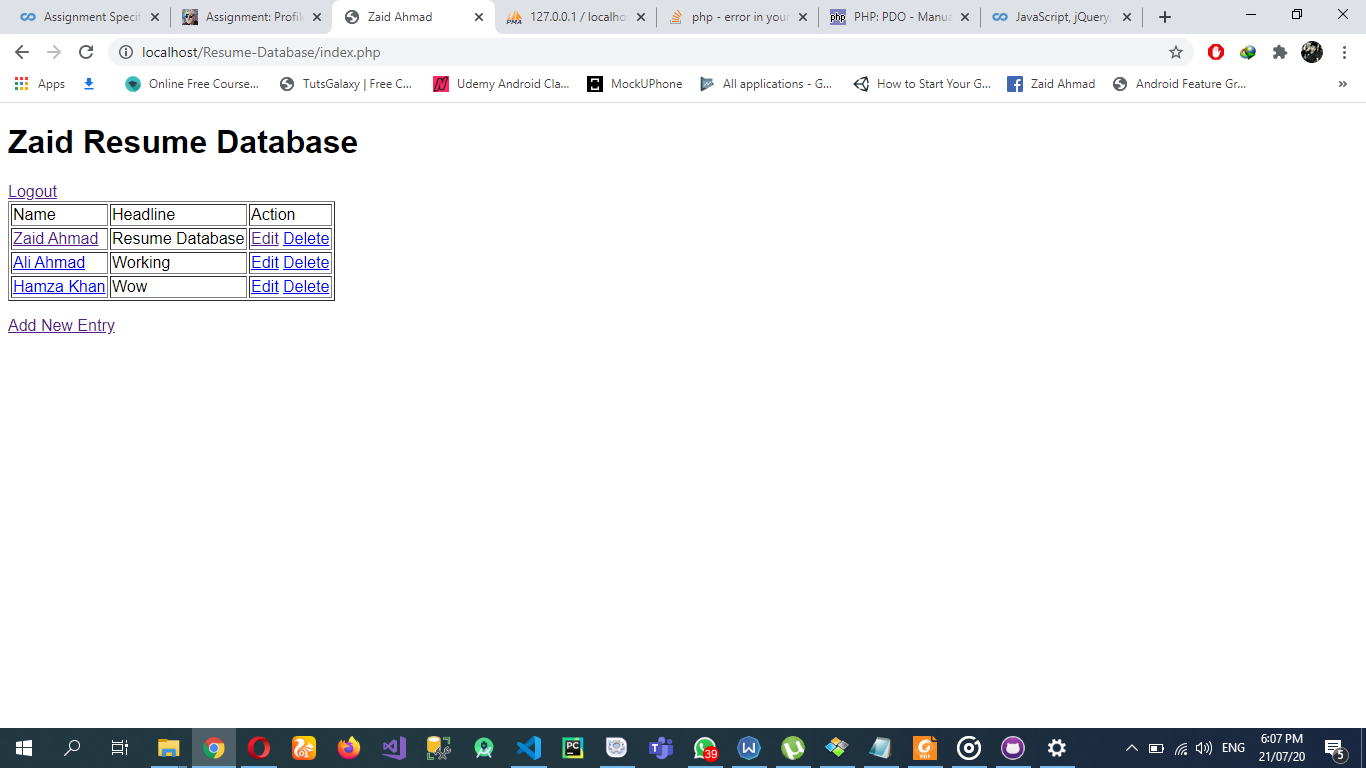 Assignment Specif
Assignment: Profile
Zaid Ahmad
127.0.0.1 / localho
php - error in your
PHP: PDO - Manua
JavaScript, jQuery,
localhost/Resume-Database/index.php
Apps
Online Free Course...
TutsGalaxy | Free C...
Udemy Android Cla...
MockUPhone
All applications - G...
How to Start Your G...
Zaid Ahmad
Android Feature Gr...
»
Zaid Resume Database
Logout
Name Headline Action
Zaid Ahmad Resume Database Edit Delete
Ali Ahmad Working Edit Delete
Hamza Khan Wow Edit Delete
Add New Entry
39
ENG
6:07 PM
21/07/20
5